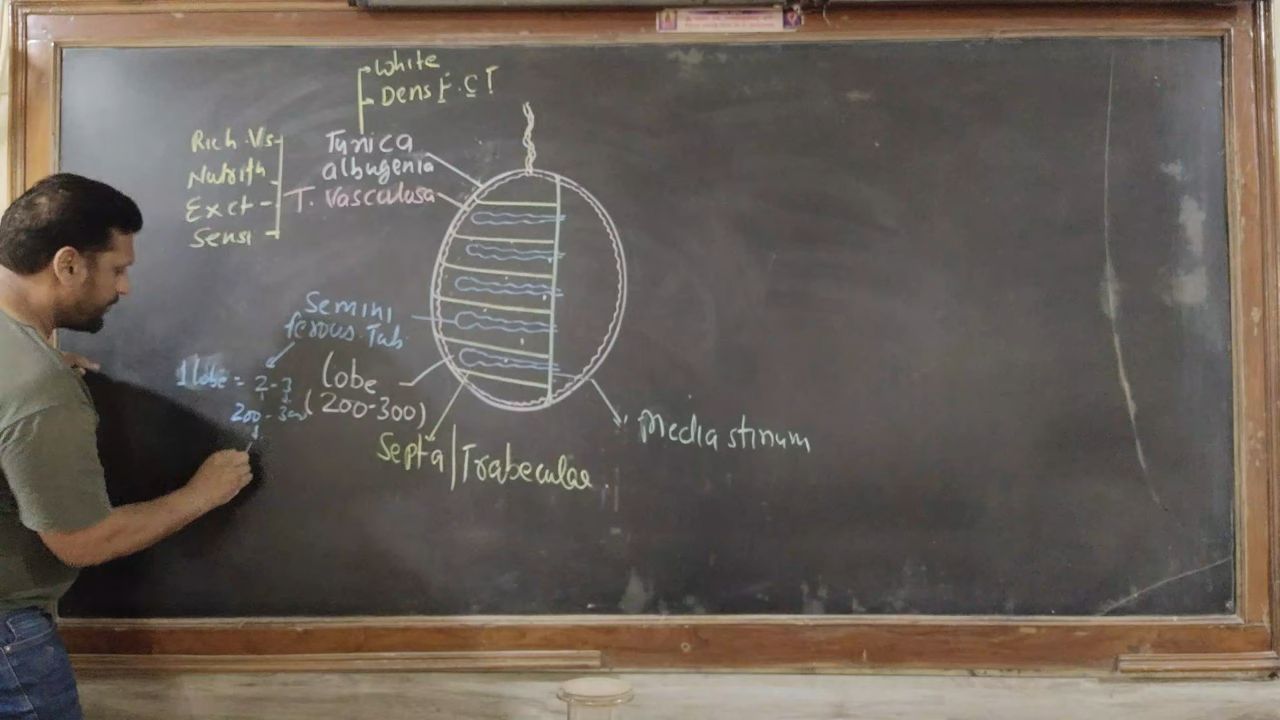 White
Dens F.C T
Rich Vs
Nutrith
Exct
Sensi
Tunica
albugenia
T. Vasculosa
Semini
ferous.Tub.
1 lobe = 2-3
200-300
Lobe
(200-300)
Septa/Trabecular
Mediastinum